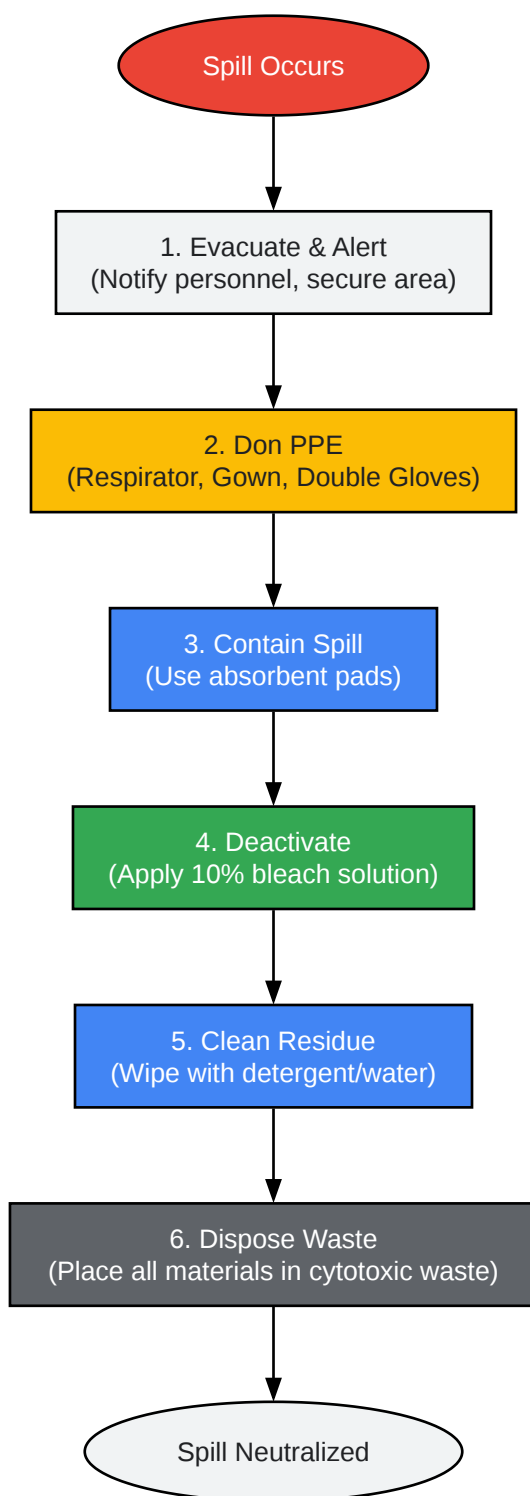 Spill Occurs
1. Evacuate & Alert
(Notify personnel, secure area)
2. Don PPE
(Respirator, Gown, Double Gloves)
3. Contain Spill
(Use absorbent pads)
4. Deactivate
(Apply 10% bleach solution)
5. Clean Residue
(Wipe with detergent/water)
6. Dispose Waste
(Place all materials in cytotoxic waste)
Spill Neutralized